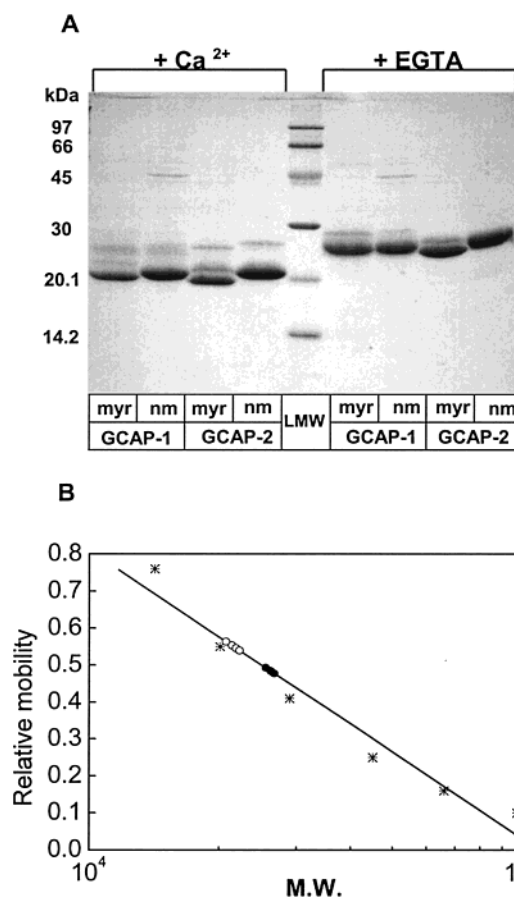 A
+ Ca 2+
+ EGTA
kDa
97
66
45
30
20.1
14.2
myr nm myr nm LMW myr nm myr nm
GCAP-1 GCAP-2 GCAP-1 GCAP-2
B
Relative mobility
0.8
0.7
0.6
0.5
0.4
0.3
0.2
0.1
0.0
10⁴
M.W.